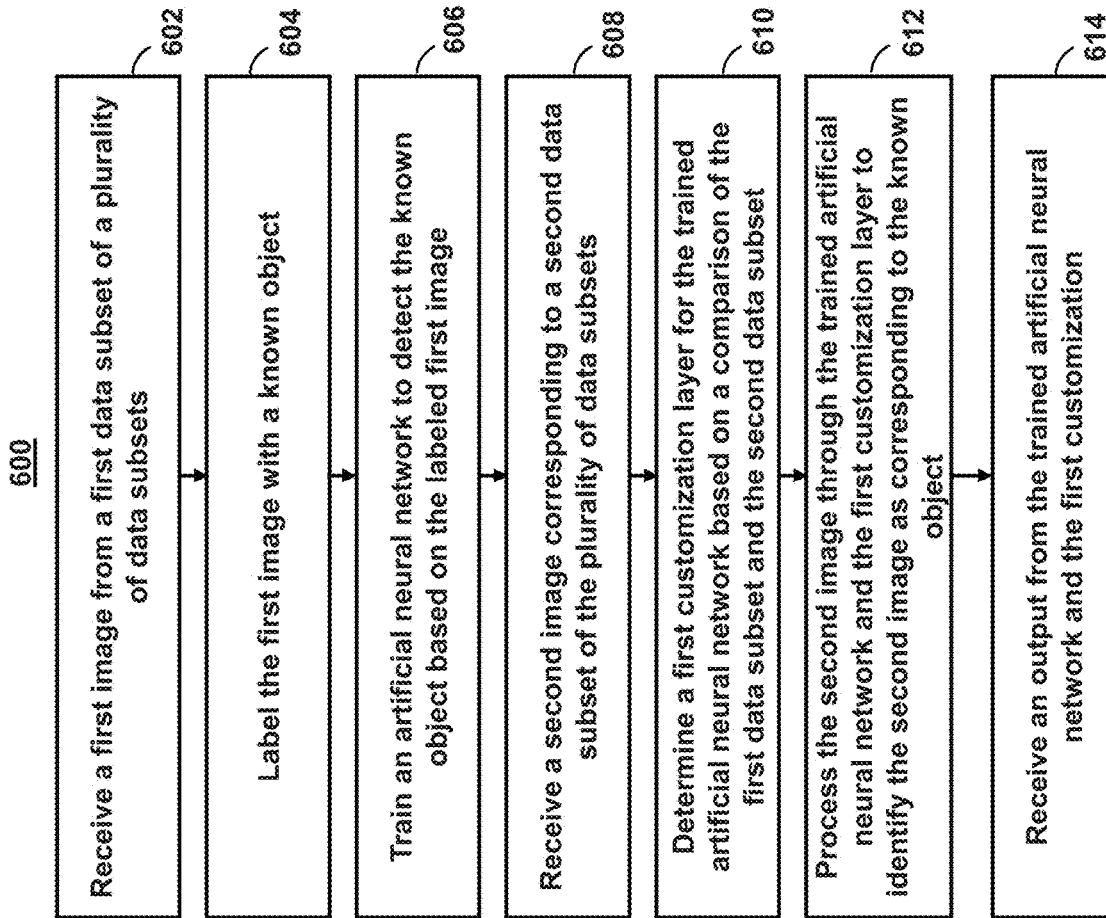 600
Receive a first image from a first data subset of a plurality
of data subsets
602
Label the first image with a known object
604
Train an artificial neural network to detect the known
object based on the labeled first image
606
Receive a second image corresponding to a second data
subset of the plurality of data subsets
608
Determine a first customization layer for the trained
artificial neural network based on a comparison of the
first data subset and the second data subset
610
Process the second image through the trained artificial
neural network and the first customization layer to
identify the second image as corresponding to the known
object
612
Receive an output from the trained artificial neural
network and the first customization
614